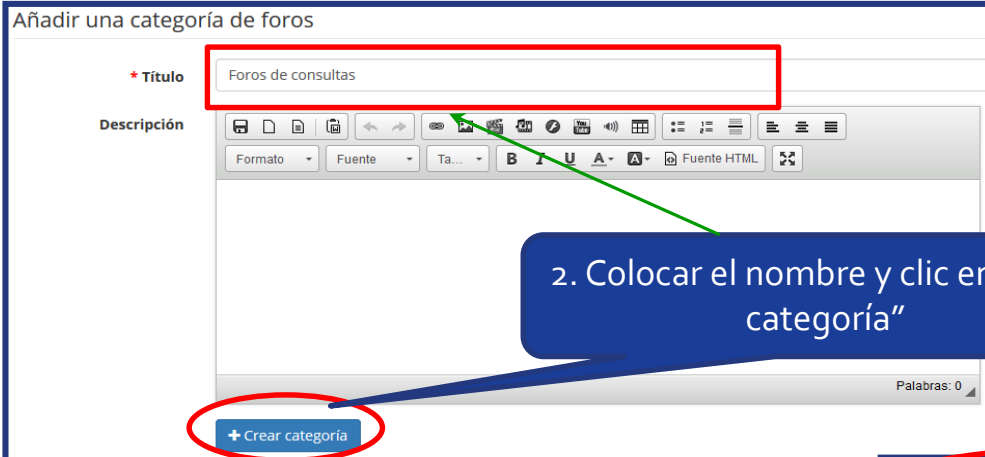 Añadir una categoría de foros
* Título
Foros de consultas
Descripción
Formato
Fuente
Ta...
B I U A A Fuente HTML
2. Colocar el nombre y clic en
categoría”
Palabras: 0
+ Crear categoría